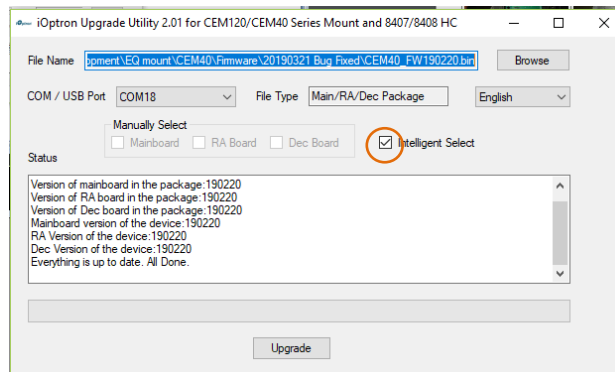 iOptron Upgrade Utility 2.01 for CEM120/CEM40 Series Mount and 8407/8408 HC
File Name opment\EQ mount\CEM40\Firmware\20190321 Bug Fixed\CEM40_FW190220.bin Browse
COM / USB Port COM18 File Type Main/RA/Dec Package English
Manually Select
Mainboard RA Board Dec Board Intelligent Select
Status
Version of mainboard in the package:190220
Version of RA board in the package:190220
Version of Dec board in the package:190220
Mainboard version of the device:190220
RA Version of the device:190220
Dec Version of the device:190220
Everything is up to date. All Done.
Upgrade